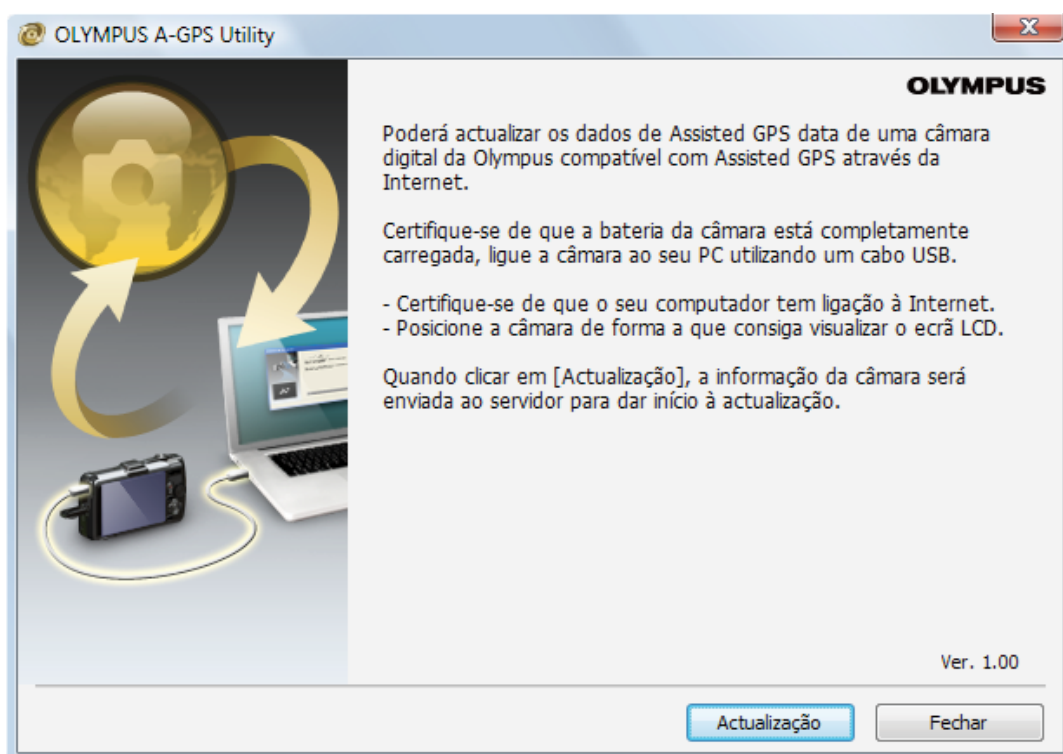 OLYMPUS A-GPS Utility
OLYMPUS
Poderá actualizar os dados de Assisted GPS data de uma câmara
digital da Olympus compatível com Assisted GPS através da
Internet.
Certifique-se de que a bateria da câmara está completamente
carregada, ligue a câmara ao seu PC utilizando um cabo USB.
- Certifique-se de que o seu computador tem ligação à Internet.
- Posicione a câmara de forma a que consiga visualizar o ecrã LCD.
Quando clicar em [Actualização], a informação da câmara será
enviada ao servidor para dar início à actualização.
Ver. 1.00
Actualização
Fechar